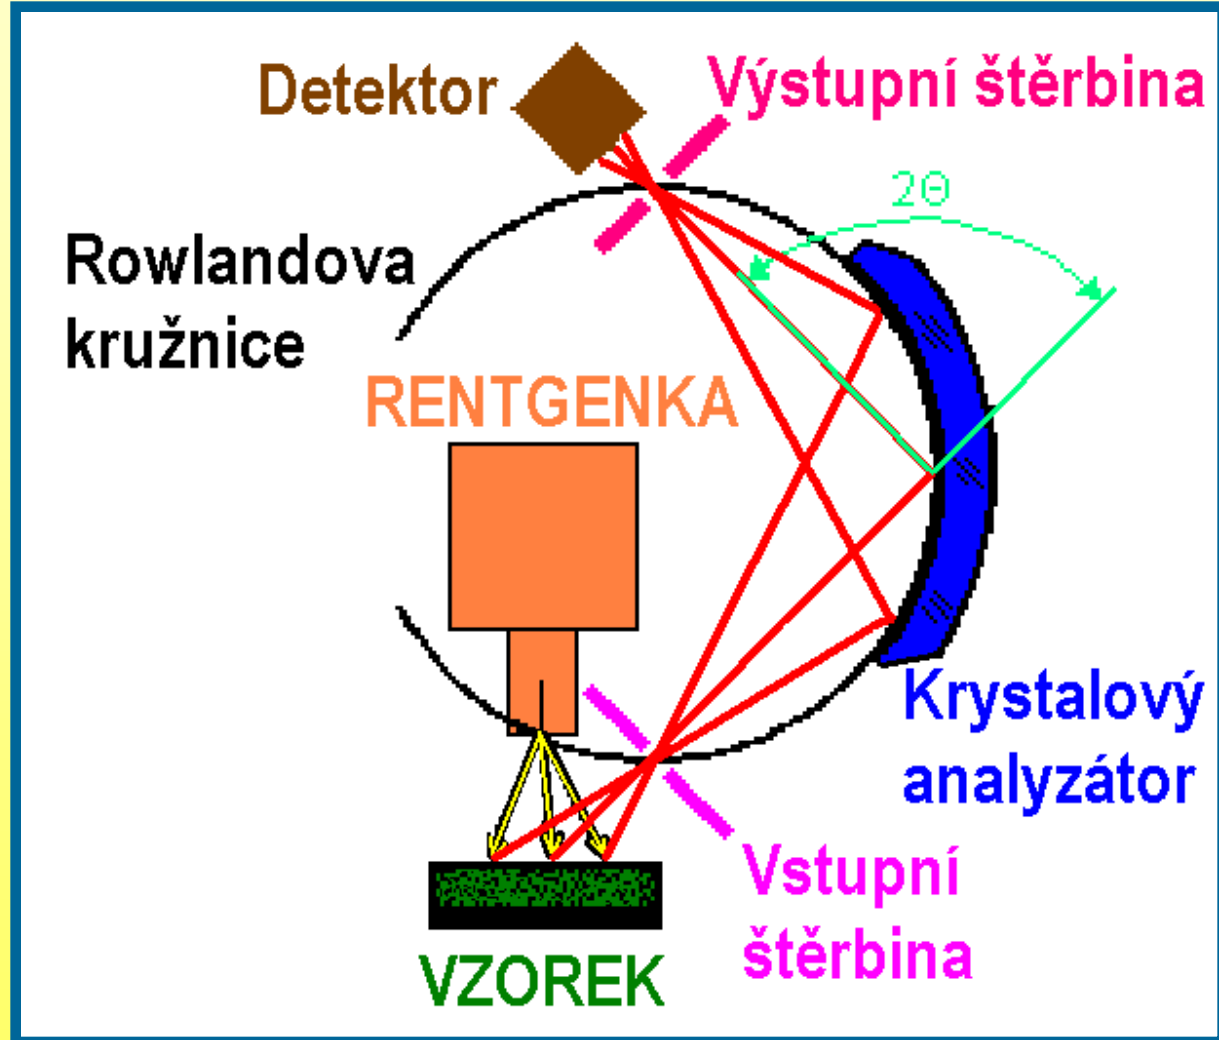 Detektor
Výstupní štěrbina
2Θ
Rowlandova
kružnice
RENTGENKA
Krystalový
analyzátor
Vstupní
štěrbina
VZOREK